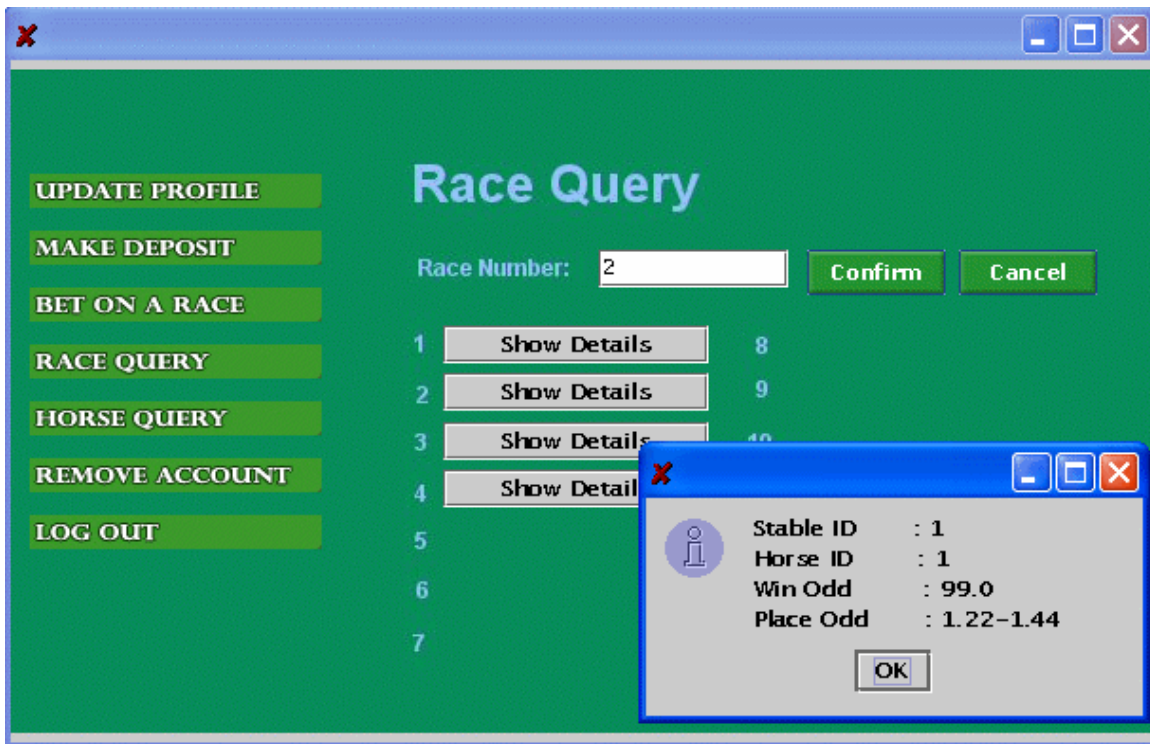 UPDATE PROFILE
MAKE DEPOSIT
BET ON A RACE
RACE QUERY
HORSE QUERY
REMOVE ACCOUNT
LOG OUT
Race Query
Race Number: 2 Confirm Cancel
1 Show Details 8
2 Show Details 9
3 Show Details 10
4 Show Detail
5
6
7
Stable ID : 1
Horse ID : 1
Win Odd : 99.0
Place Odd : 1.22-1.44
OK